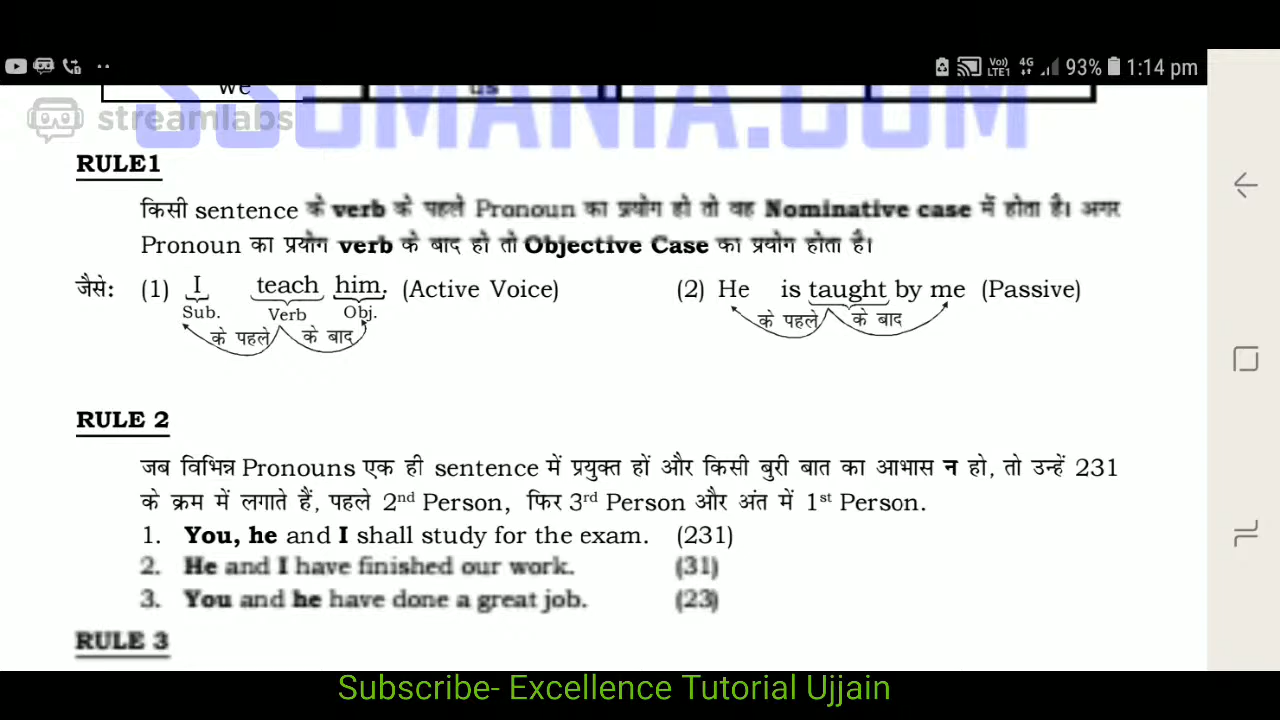 93% 1:14 pm
we us
SSCMANIA.COM
streamlabs
RULE1
किसी sentence के verb के पहले Pronoun का प्रयोग हो तो वह Nominative case में होता है। अगर
Pronoun का प्रयोग verb के बाद हो तो Objective Case का प्रयोग होता है।
जैसे: (1) I teach him. (Active Voice) (2) He is taught by me (Passive)
Sub. Verb Obj.
के पहले के बाद के पहले के बाद
RULE 2
जब विभिन्न Pronouns एक ही sentence में प्रयुक्त हों और किसी बुरी बात का आभास न हो, तो उन्हें 231
के क्रम में लगाते हैं, पहले 2nd Person, फिर 3rd Person और अंत में 1st Person.
1. You, he and I shall study for the exam. (231)
2. He and I have finished our work. (31)
3. You and he have done a great job. (23)
RULE 3
Subscribe- Excellence Tutorial Ujjain